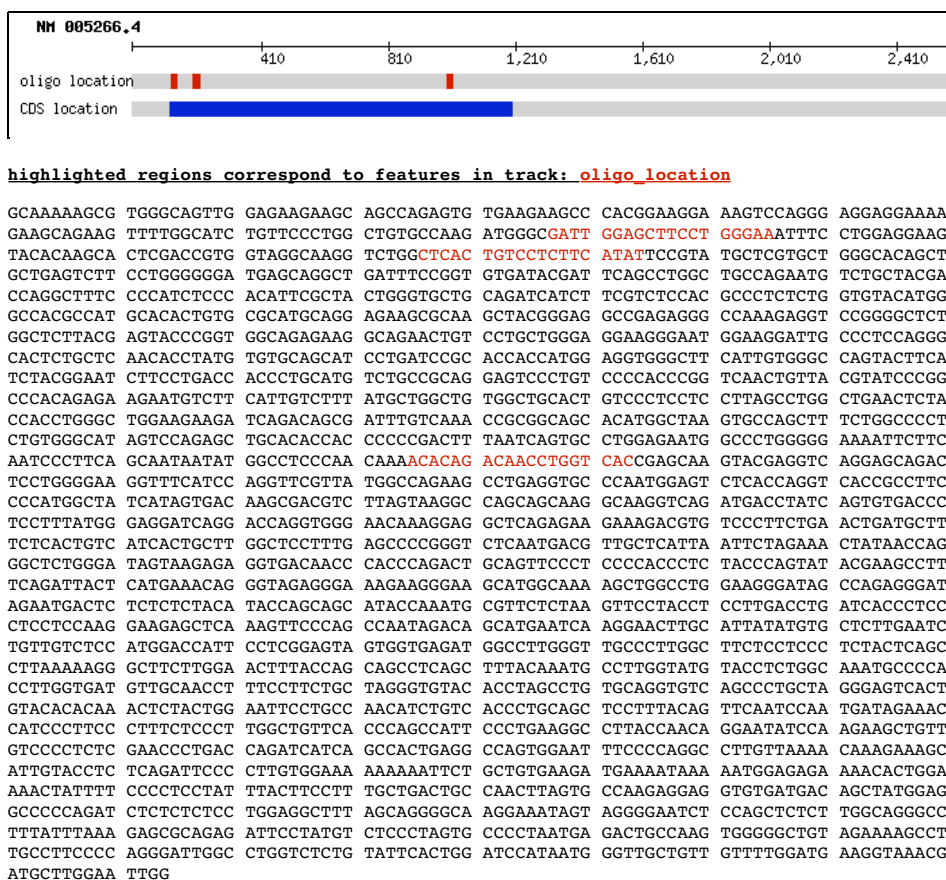 NM 005266.4
410 810 1,210 1,610 2,010 2,410
oligo location
CDS location
highlighted regions correspond to features in track: oligo_location
GCAAAAAGCG TGGGCAGTTG GAGAAGAAGC AGCCAGAGTG TGAAGAAGCC CACGGAAGGA AAGTCCAGGG AGGAGGAAAA
GAAGCAGAAG TTTTGGCATC TGTTCCCTGG CTGTGCCAAG ATGGGCGATT GGAGCTTCCT GGGAAATTTC CTGGAGGAAG
TACACAAGCA CTCGACCGTG GTAGGCAAGG TCTGGCTCAC TGTCCTCTTC ATATTCCGTA TGCTCGTGCT GGGCACAGCT
GCTGAGTCTT CCTGGGGGGA TGAGCAGGCT GATTTCCGGT GTGATACGAT TCAGCCTGGC TGCCAGAATG TCTGCTACGA
CCAGGCTTTC CCCATCTCCC ACATTCGCTA CTGGGTGCTG CAGATCATCT TCGTCTCCAC GCCCTCTCTG GTGTACATGG
GCCACGCCAT GCACACTGTG CGCATGCAGG AGAAGCGCAA GCTACGGGAG GCCGAGAGGG CCAAAGAGGT CCGGGGCTCT
GGCTCTTACG AGTACCCGGT GGCAGAGAAG GCAGAACTGT CCTGCTGGGA GGAAGGGAAT GGAAGGATTG CCCTCCAGGG
CACTCTGCTC AACACCTATG TGTGCAGCAT CCTGATCCGC ACCACCATGG AGGTGGGCTT CATTGTGGGC CAGTACTTCA
TCTACGGAAT CTTCCTGACC ACCCTGCATG TCTGCCGCAG GAGTCCCTGT CCCCACCCGG TCAACTGTTA CGTATCCCGG
CCCACAGAGA AGAATGTCTT CATTGTCTTT ATGCTGGCTG TGGCTGCACT GTCCCTCCTC CTTAGCCTGG CTGAACTCTA
CCACCTGGGC TGGAAGAAGA TCAGACAGCG ATTTGTCAAA CCGCGGCAGC ACATGGCTAA GTGCCAGCTT TCTGGCCCCT
CTGTGGGCAT AGTCCAGAGC TGCACACCAC CCCCCGACTT TAATCAGTGC CTGGAGAATG GCCCTGGGGG AAAATTCTTC
AATCCCTTCA GCAATAATAT GGCCTCCCAA CAAAACACAG ACAACCTGGT CACCGAGCAA GTACGAGGTC AGGAGCAGAC
TCCTGGGGAA GGTTTCATCC AGGTTCGTTA TGGCCAGAAG CCTGAGGTGC CCAATGGAGT CTCACCAGGT CACCGCCTTC
CCCATGGCTA TCATAGTGAC AAGCGACGTC TTAGTAAGGC CAGCAGCAAG GCAAGGTCAG ATGACCTATC AGTGTGACCC
TCCTTTATGG GAGGATCAGG ACCAGGTGGG AACAAAGGAG GCTCAGAGAA GAAAGACGTG TCCCTTCTGA ACTGATGCTT
TCTCACTGTC ATCACTGCTT GGCTCCTTTG AGCCCCGGGT CTCAATGACG TTGCTCATTA ATTCTAGAAA CTATAACCAG
GGCTCTGGGA TAGTAAGAGA GGTGACAACC CACCCAGACT GCAGTTCCCT CCCCACCCTC TACCCAGTAT ACGAAGCCTT
TCAGATTACT CATGAAACAG GGTAGAGGGA AAGAAGGGAA GCATGGCAAA AGCTGGCCTG GAAGGGATAG CCAGAGGGAT
AGAATGACTC TCTCTCTACA TACCAGCAGC ATACCAAATG CGTTCTCTAA GTTCCTACCT CCTTGACCTG ATCACCCTCC
CTCCTCCAAG GAAGAGCTCA AAGTTCCCAG CCAATAGACA GCATGAATCA AGGAACTTGC ATTATATGTG CTCTTGAATC
TGTTGTCTCC ATGGACCATT CCTCGGAGTA GTGGTGAGAT GGCCTTGGGT TGCCCTTGGC TTCTCCTCCC TCTACTCAGC
CTTAAAAAGG GCTTCTTGGA ACTTTACCAG CAGCCTCAGC TTTACAAATG CCTTGGTATG TACCTCTGGC AAATGCCCCA
CCTTGGTGAT GTTGCAACCT TTCCTTCTGC TAGGGTGTAC ACCTAGCCTG TGCAGGTGTC AGCCCTGCTA GGGAGTCACT
GTACACACAA ACTCTACTGG AATTCCTGCC AACATCTGTC ACCCTGCAGC TCCTTTACAG TTCAATCCAA TGATAGAAAC
CATCCCTTCC CTTTCTCCCT TGGCTGTTCA CCCAGCCATT CCCTGAAGGC CTTACCAACA GGAATATCCA AGAAGCTGTT
GTCCCCTCTC GAACCCTGAC CAGATCATCA GCCACTGAGG CCAGTGGAAT TTCCCCAGGC CTTGTTAAAA CAAAGAAAGC
ATTGTACCTC TCAGATTCCC CTTGTGGAAA AAAAAATTCT GCTGTGAAGA TGAAAATAAA AATGGAGAGA AAACACTGGA
AAACTATTTT CCCCTCCTAT TTACTTCCTT TGCTGACTGC CAACTTAGTG CCAAGAGGAG GTGTGATGAC AGCTATGGAG
GCCCCCAGAT CTCTCTCTCC TGGAGGCTTT AGCAGGGGCA AGGAAATAGT AGGGGAATCT CCAGCTCTCT TGGCAGGGCC
TTTATTTAAA GAGCGCAGAG ATTCCTATGT CTCCCTAGTG CCCCTAATGA GACTGCCAAG TGGGGGCTGT AGAAAAGCCT
TGCCTTCCCC AGGGATTGGC CTGGTCTCTG TATTCACTGG ATCCATAATG GGTTGCTGTT GTTTTGGATG AAGGTAAACG
ATGCTTGGAA TTGG